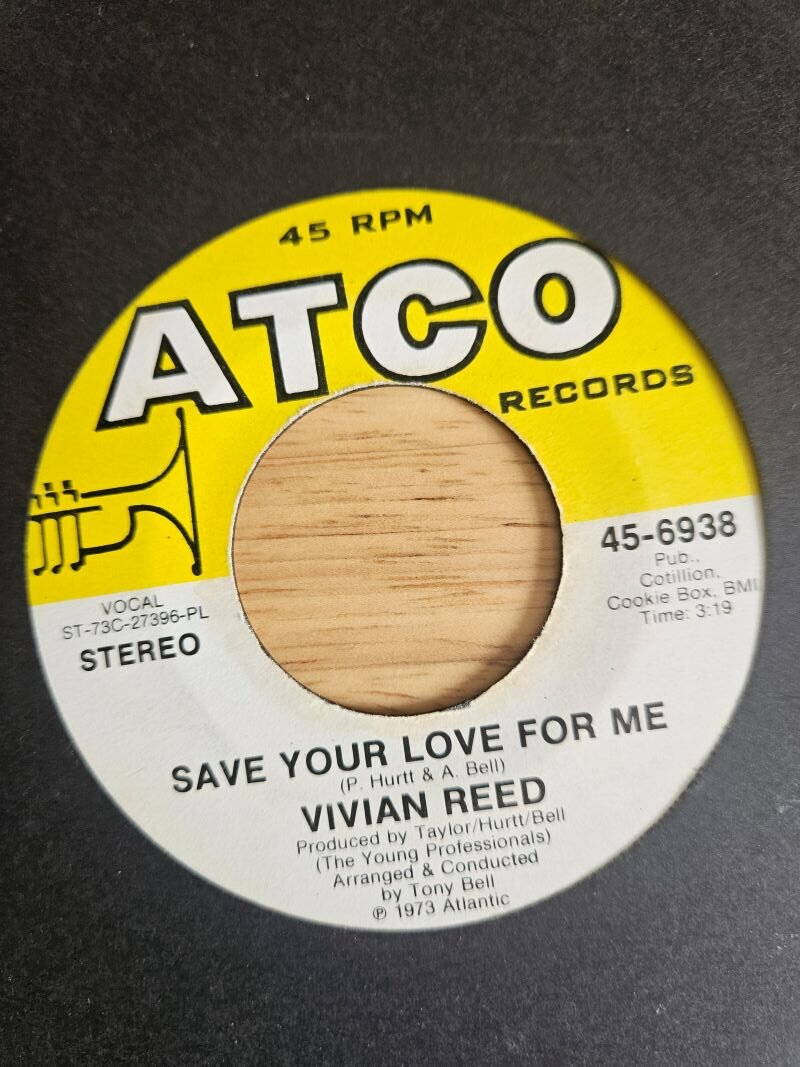 45 RPM
ATCO
RECORDS
45-6938
Pub.,
Cotillion,
Cookie Box, BMI
Time: 3:19
VOCAL
ST-73C-27396-PL
STEREO
SAVE YOUR LOVE FOR ME
(P. Hurtt & A. Bell)
VIVIAN REED
Produced by Taylor/Hurtt/Bell
(The Young Professionals)
Arranged & Conducted
by Tony Bell
℗ 1973 Atlantic